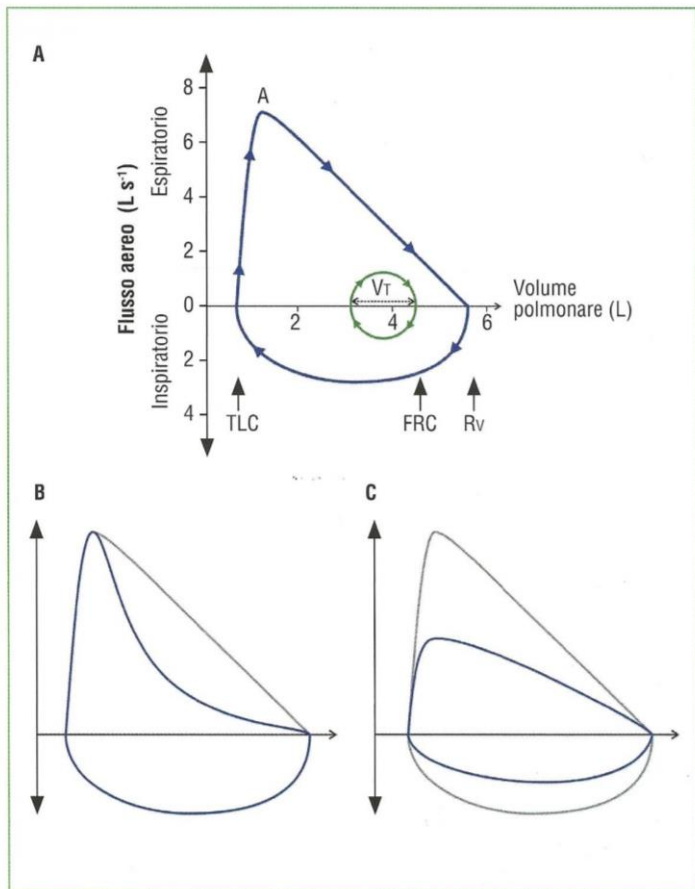 A
8
A
6
4
2
0
2
4
Flusso aereo (L s⁻¹)
Espiratorio
Inspiratorio
VT
2
4
6
Volume
polmonare (L)
TLC
FRC
RV
B
C